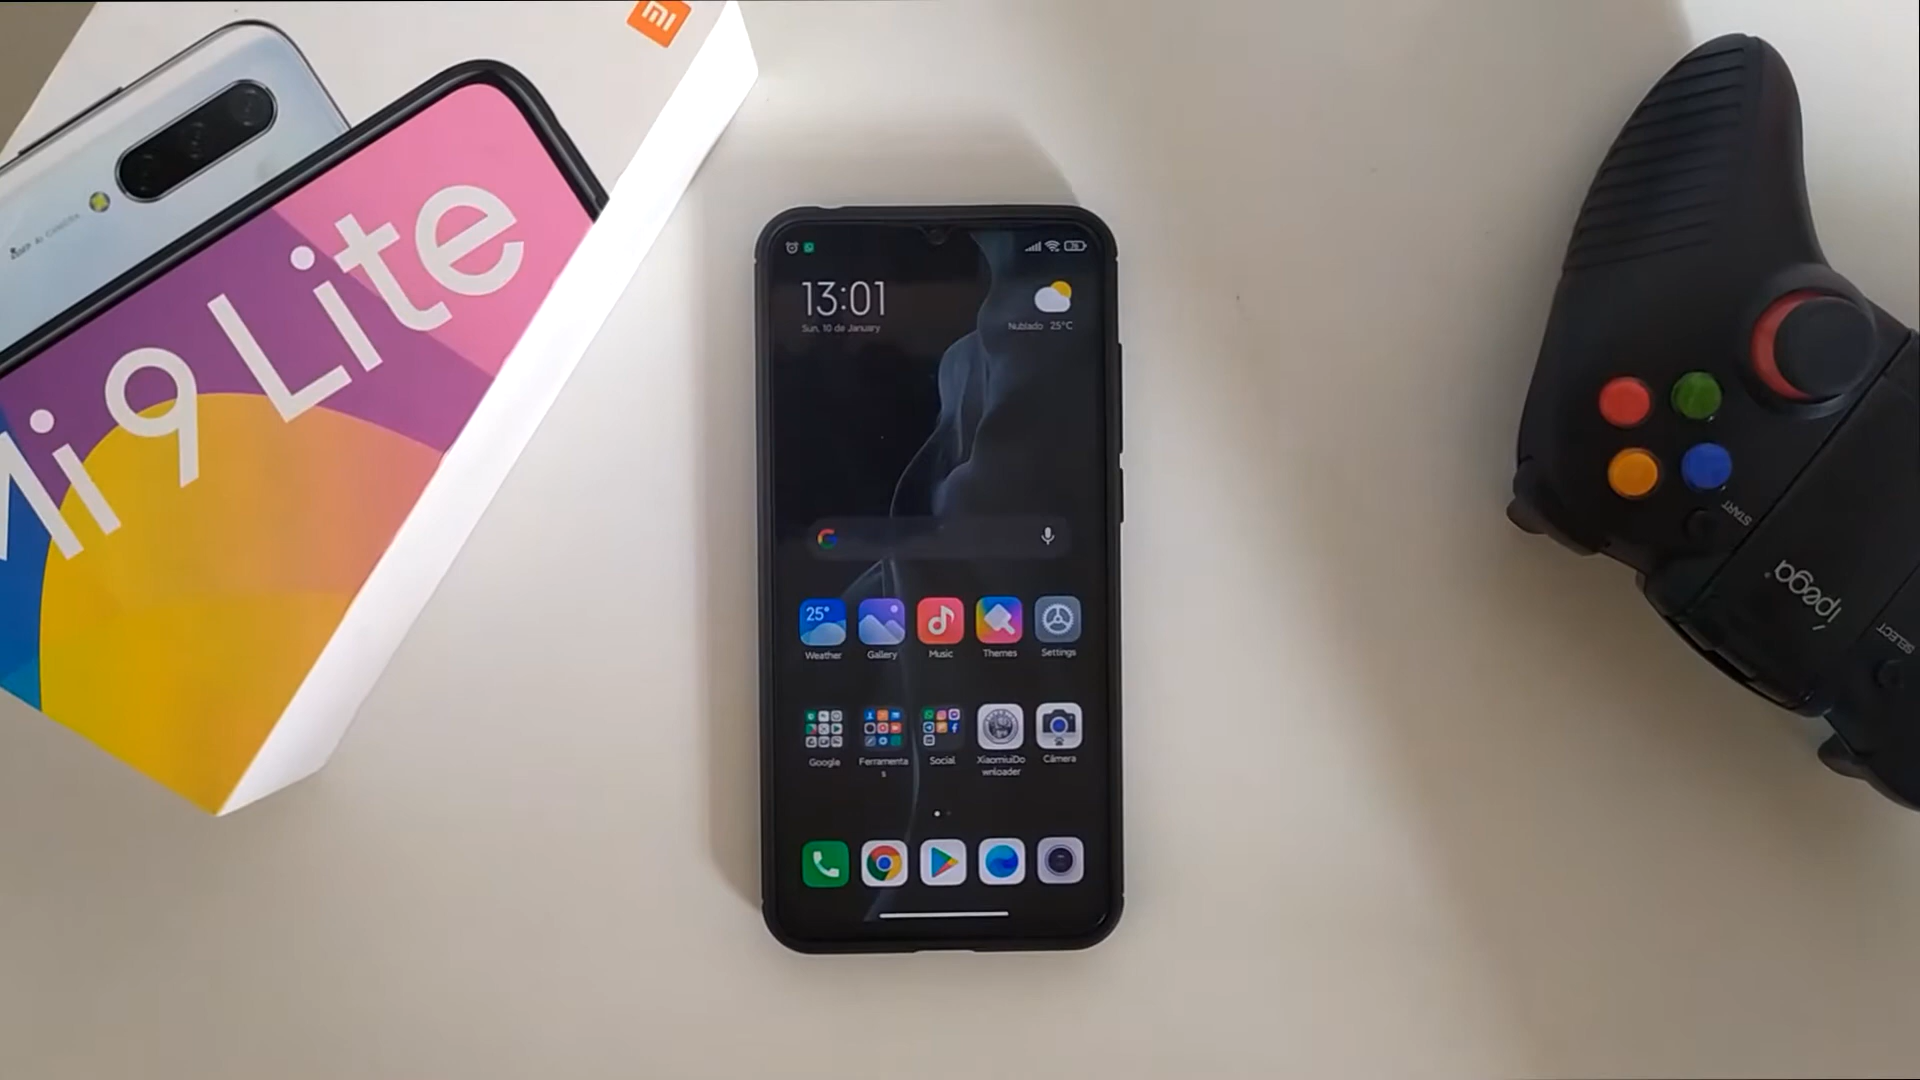 mi
Mi 9 Lite
13:01
Sun, 10 de January
Nublado 25°C
25°
Weather
Gallery
Music
Themes
Settings
Google
Ferramenta
s
Social
XiaomiuiDo
wnloader
Câmera
START
ípega
SELECT